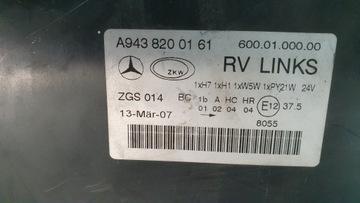 A943 820 01 61 600.01.000.00
ZKW RV LINKS
1xH7 1xH1 1xW5W 1xPY21W 24V
ZGS 014 BC 1b A HC HR E12 37.5
13-Mär-07 01 02 04 04
8055